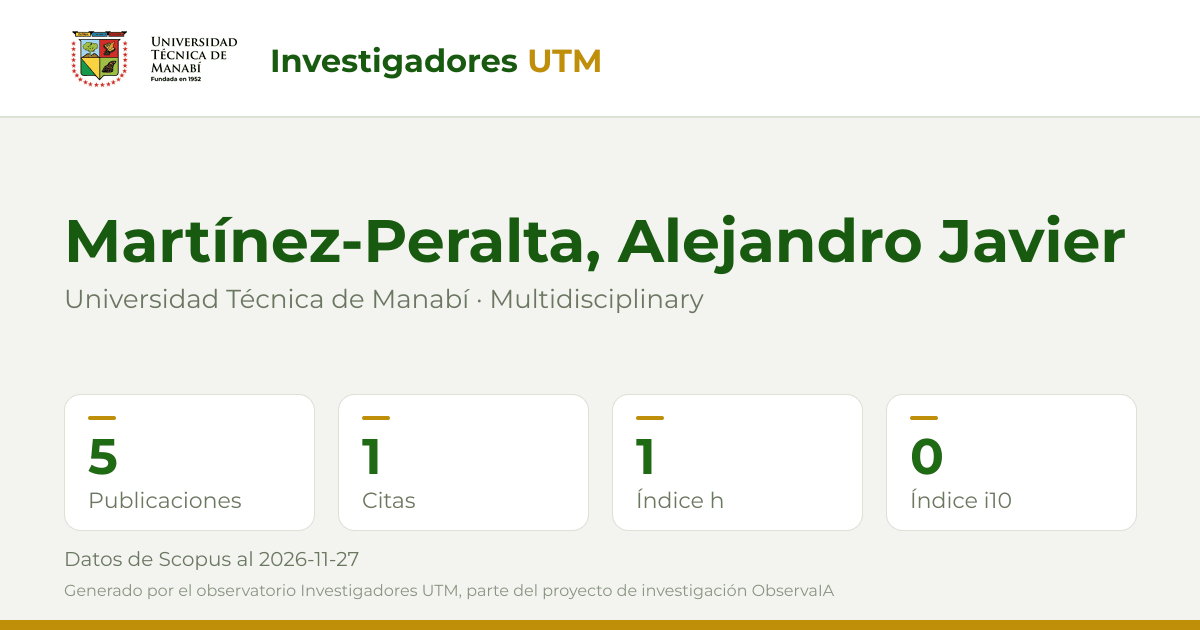 UNIVERSIDAD
TÉCNICA DE
MANABÍ
Fundada en 1952
Investigadores UTM
Martínez-Peralta, Alejandro Javier
Universidad Técnica de Manabí · Multidisciplinary
5
Publicaciones
1
Citas
1
Índice h
0
Índice i10
Datos de Scopus al 2026-11-27
Generado por el observatorio Investigadores UTM, parte del proyecto de investigación ObservaIA